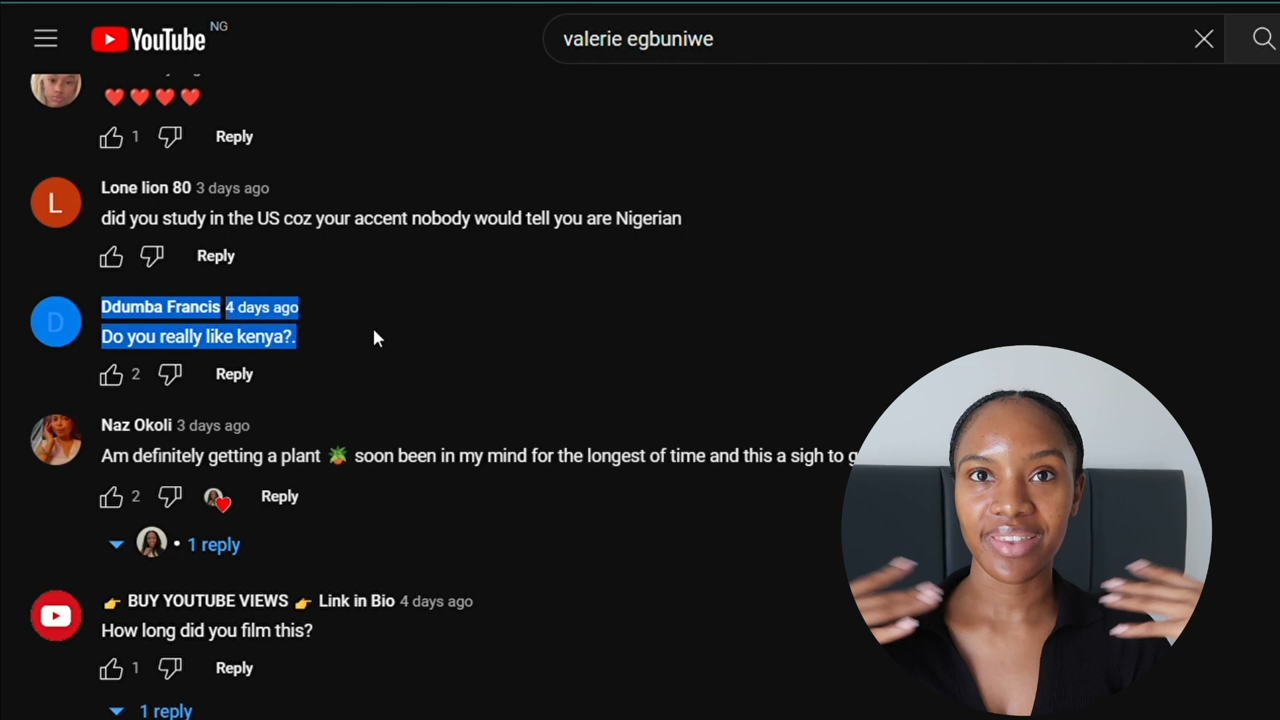 YouTube NG
valerie egbuniwe
❤️❤️❤️❤️
1 Reply
L
Lone lion 80 3 days ago
did you study in the US coz your accent nobody would tell you are Nigerian
Reply
D
Ddumba Francis 4 days ago
Do you really like kenya?.
2 Reply
Naz Okoli 3 days ago
Am definitely getting a plant 🪴 soon been in my mind for the longest of time and this a sigh to g
2 Reply
• 1 reply
👉 BUY YOUTUBE VIEWS 👉 Link in Bio 4 days ago
How long did you film this?
1 Reply
1 reply